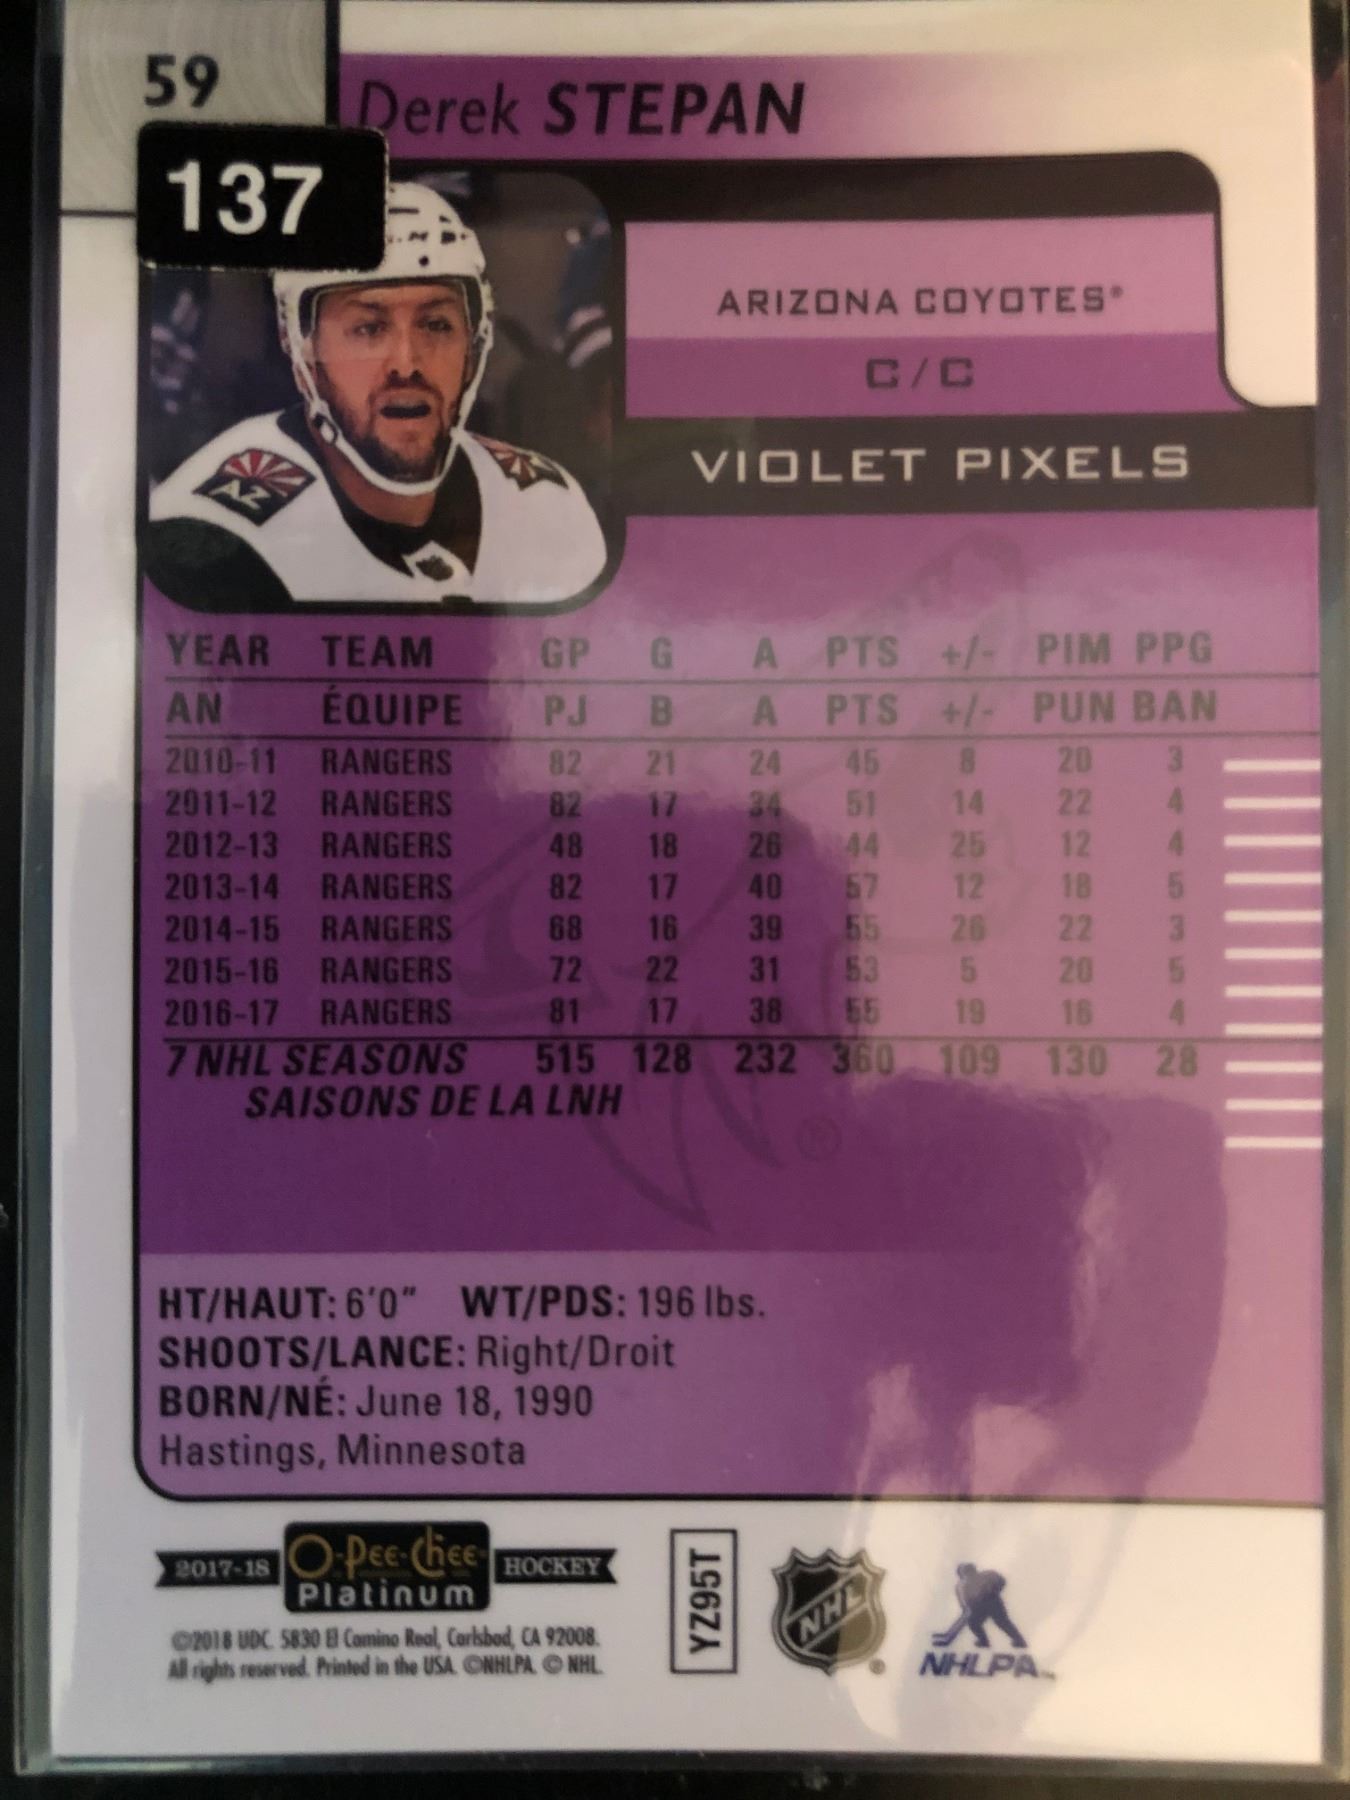 59
Derek STEPAN
137
ARIZONA COYOTES®
C/C
VIOLET PIXELS
AZ
YEAR TEAM GP G A PTS +/- PIM PPG
AN ÉQUIPE PJ B A PTS +/- PUN BAN
2010-11 RANGERS 82 21 24 45 8 20 3
2011-12 RANGERS 82 17 34 51 14 22 4
2012-13 RANGERS 48 18 26 44 25 12 4
2013-14 RANGERS 82 17 40 57 12 18 5
2014-15 RANGERS 68 16 39 55 26 22 3
2015-16 RANGERS 72 22 31 53 5 20 5
2016-17 RANGERS 81 17 38 55 19 16 4
7 NHL SEASONS 515 128 232 360 109 130 28
SAISONS DE LA LNH
®
HT/HAUT: 6'0" WT/PDS: 196 lbs.
SHOOTS/LANCE: Right/Droit
BORN/NÉ: June 18, 1990
Hastings, Minnesota
2017-18 O-Pee-Chee HOCKEY
Platinum
©2018 UDC. 5830 El Camino Real, Carlsbad, CA 92008.
All rights reserved. Printed in the USA. ©NHLPA. © NHL.
YZ95T
NHL®
NHLPA™